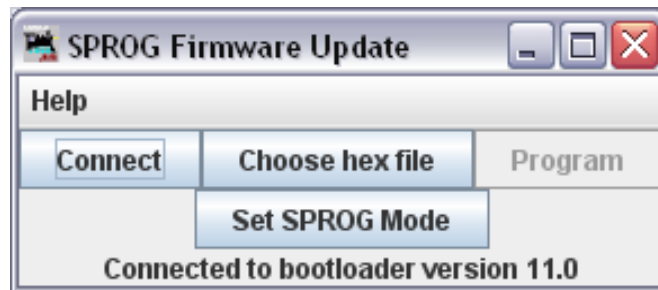 SPROG Firmware Update
Help
Connect Choose hex file Program
Set SPROG Mode
Connected to bootloader version 11.0